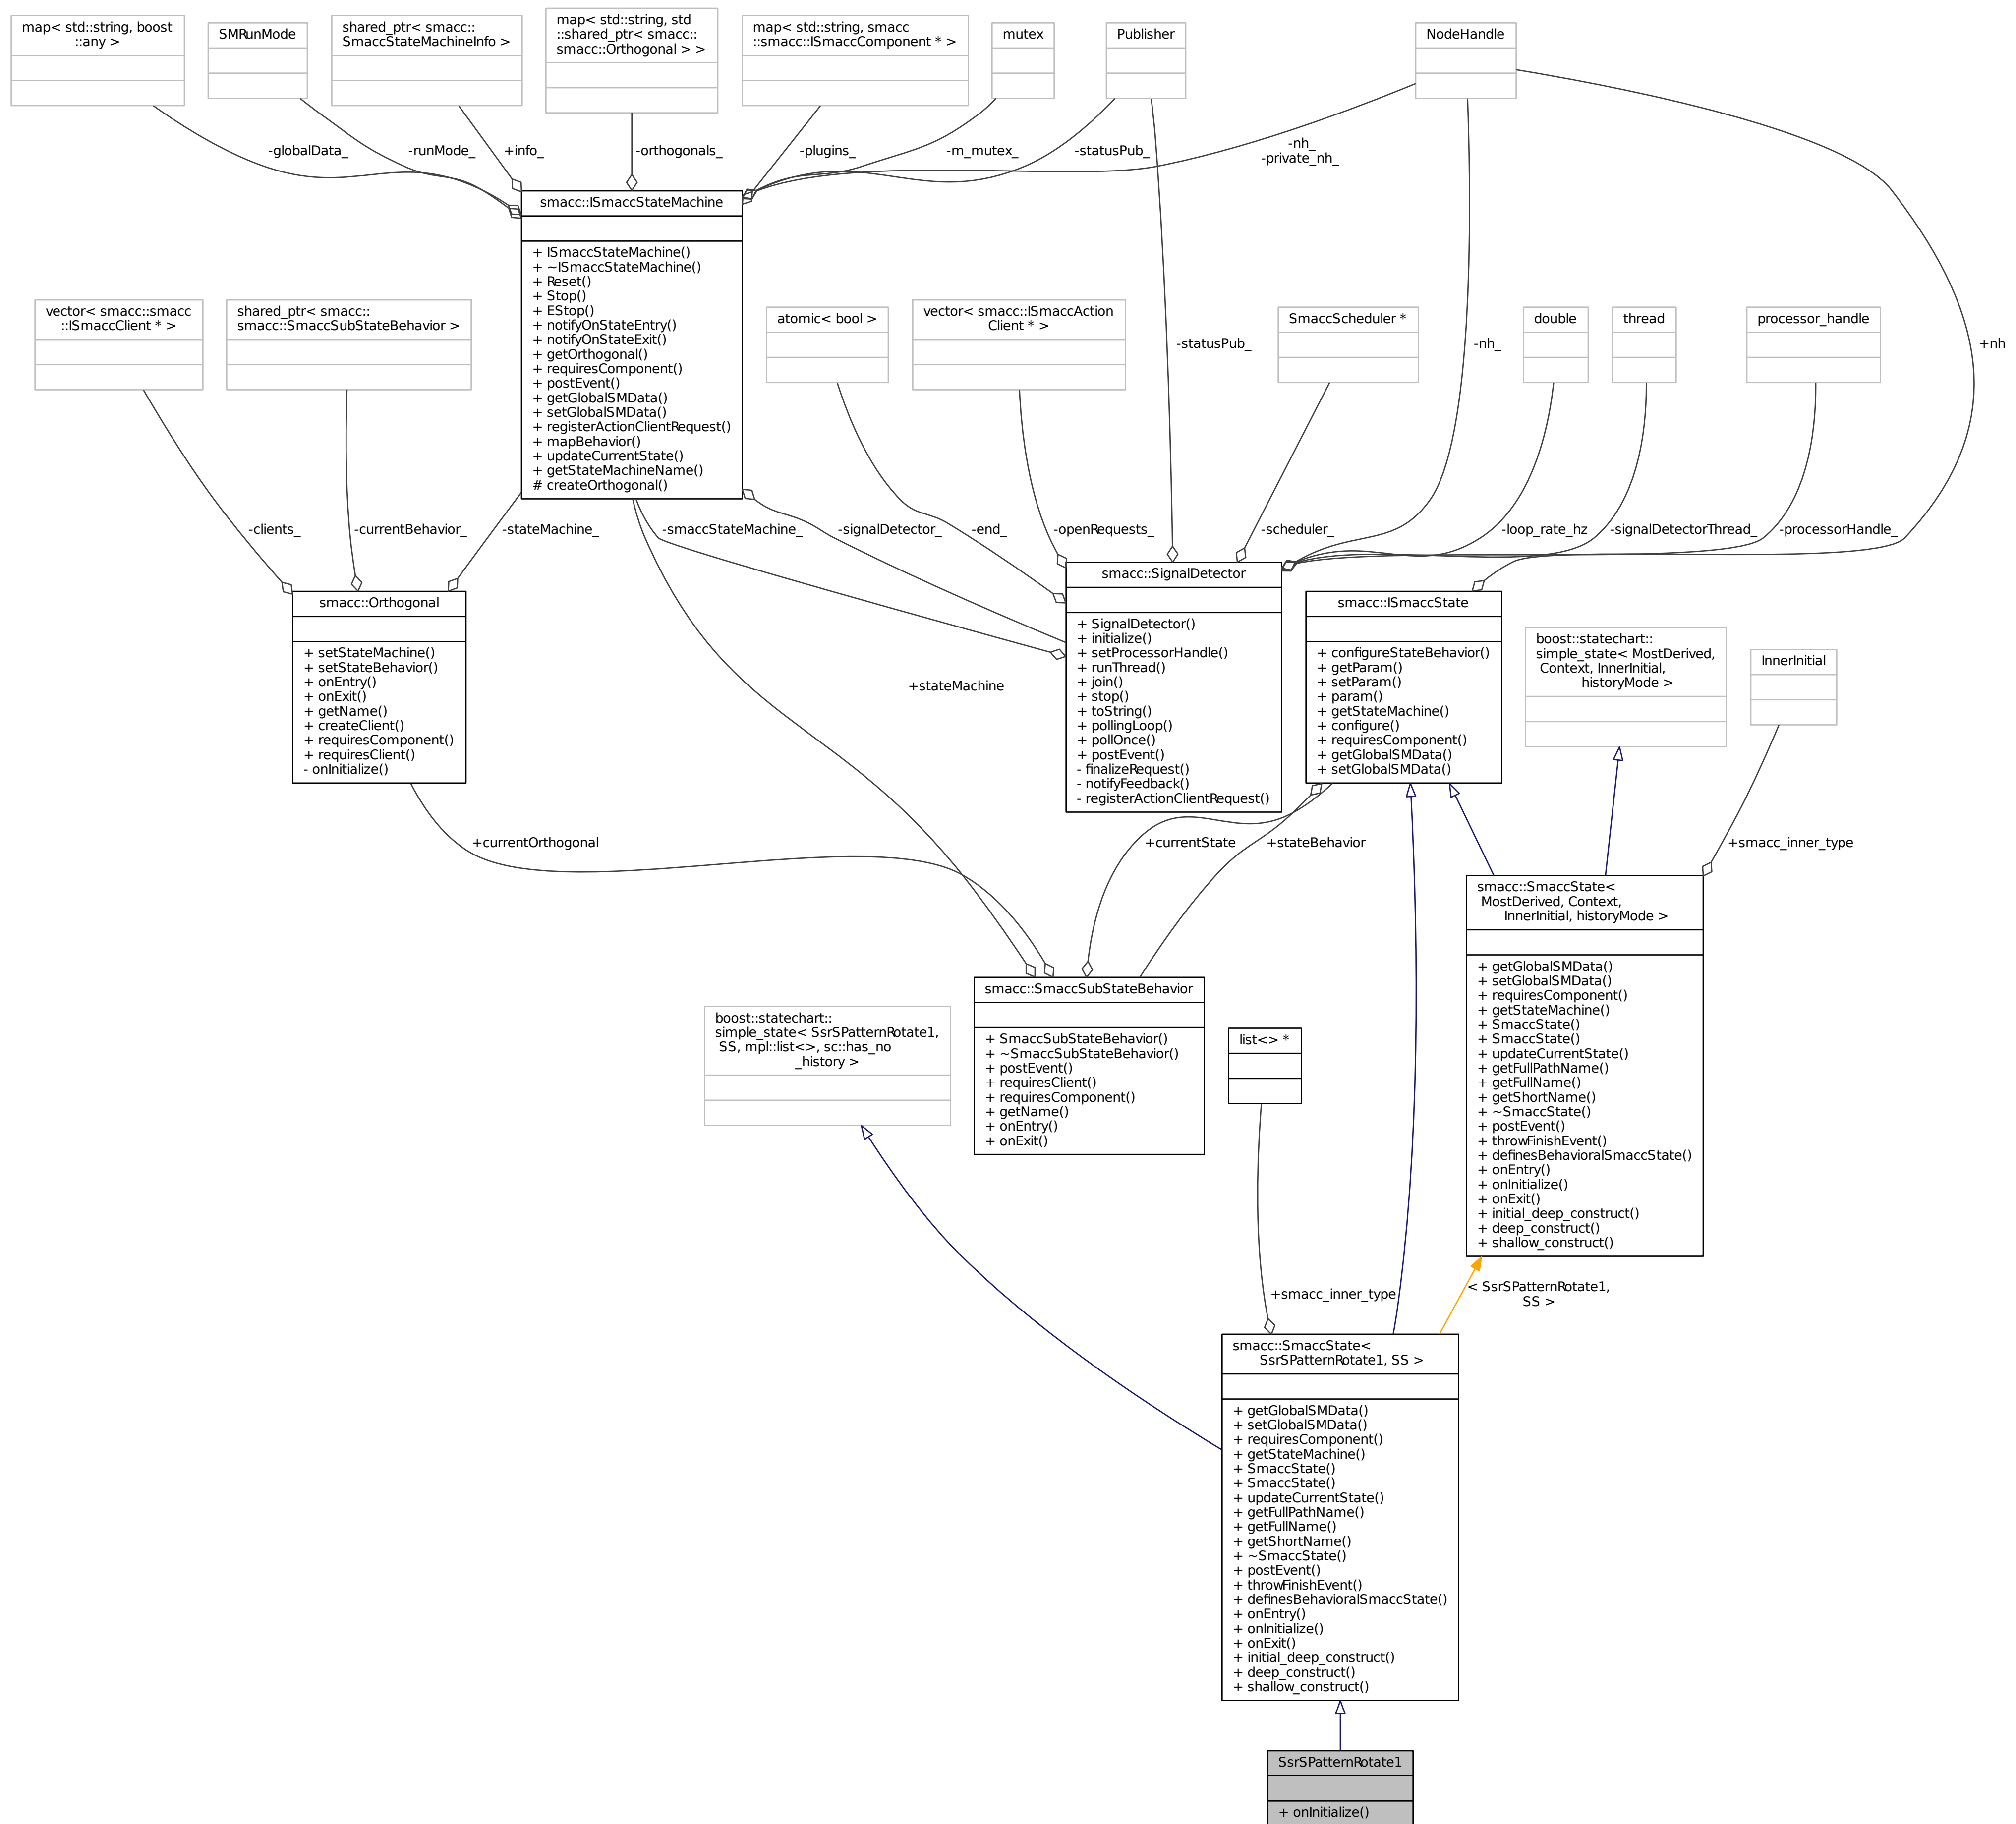 map< std::string, boost
::any >
SMRunMode
shared_ptr< smacc::
SmaccStateMachineInfo >
map< std::string, std
::shared_ptr< smacc::
smacc::Orthogonal > >
map< std::string, smacc
::smacc::ISmaccComponent * >
mutex
Publisher
NodeHandle
-globalData_
-runMode_
+info_
-orthogonals_
-plugins_
-m_mutex_
-statusPub_
-nh_
-private_nh_
smacc::ISmaccStateMachine
+ ISmaccStateMachine()
+ ~ISmaccStateMachine()
+ Reset()
+ Stop()
+ EStop()
+ notifyOnStateEntry()
+ notifyOnStateExit()
+ getOrthogonal()
+ requiresComponent()
+ postEvent()
+ getGlobalSMData()
+ setGlobalSMData()
+ registerActionClientRequest()
+ mapBehavior()
+ updateCurrentState()
+ getStateMachineName()
# createOrthogonal()
vector< smacc::smacc
::ISmaccClient * >
shared_ptr< smacc::
smacc::SmaccSubStateBehavior >
atomic< bool >
vector< smacc::ISmaccAction
Client * >
SmaccScheduler *
double
thread
processor_handle
-statusPub_
-nh_
+nh
-clients_
-currentBehavior_
-stateMachine_
-smaccStateMachine_
-signalDetector_
-end_
-openRequests_
-scheduler_
-loop_rate_hz
-signalDetectorThread_
-processorHandle_
smacc::Orthogonal
+ setStateMachine()
+ setStateBehavior()
+ onEntry()
+ onExit()
+ getName()
+ createClient()
+ requiresComponent()
+ requiresClient()
- onInitialize()
smacc::SignalDetector
+ SignalDetector()
+ initialize()
+ setProcessorHandle()
+ runThread()
+ join()
+ stop()
+ toString()
+ pollingLoop()
+ pollOnce()
+ postEvent()
- finalizeRequest()
- notifyFeedback()
- registerActionClientRequest()
smacc::ISmaccState
+ configureStateBehavior()
+ getParam()
+ setParam()
+ param()
+ getStateMachine()
+ configure()
+ requiresComponent()
+ getGlobalSMData()
+ setGlobalSMData()
boost::statechart::
simple_state< MostDerived,
Context, InnerInitial,
historyMode >
InnerInitial
+stateMachine
+currentOrthogonal
+currentState
+stateBehavior
+smacc_inner_type
smacc::SmaccState<
MostDerived, Context,
InnerInitial, historyMode >
+ getGlobalSMData()
+ setGlobalSMData()
+ requiresComponent()
+ getStateMachine()
+ SmaccState()
+ SmaccState()
+ updateCurrentState()
+ getFullPathName()
+ getFullName()
+ getShortName()
+ ~SmaccState()
+ postEvent()
+ throwFinishEvent()
+ definesBehavioralSmaccState()
+ onEntry()
+ onInitialize()
+ onExit()
+ initial_deep_construct()
+ deep_construct()
+ shallow_construct()
smacc::SmaccSubStateBehavior
+ SmaccSubStateBehavior()
+ ~SmaccSubStateBehavior()
+ postEvent()
+ requiresClient()
+ requiresComponent()
+ getName()
+ onEntry()
+ onExit()
boost::statechart::
simple_state< SsrSPatternRotate1,
SS, mpl::list<>, sc::has_no
_history >
list<> *
+smacc_inner_type
< SsrSPatternRotate1,
SS >
smacc::SmaccState<
SsrSPatternRotate1, SS >
+ getGlobalSMData()
+ setGlobalSMData()
+ requiresComponent()
+ getStateMachine()
+ SmaccState()
+ SmaccState()
+ updateCurrentState()
+ getFullPathName()
+ getFullName()
+ getShortName()
+ ~SmaccState()
+ postEvent()
+ throwFinishEvent()
+ definesBehavioralSmaccState()
+ onEntry()
+ onInitialize()
+ onExit()
+ initial_deep_construct()
+ deep_construct()
+ shallow_construct()
SsrSPatternRotate1
+ onInitialize()